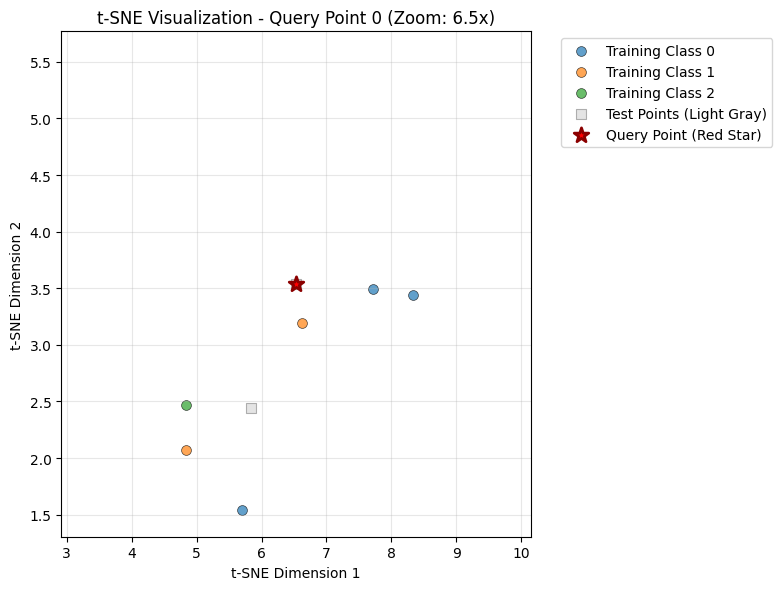 t-SNE Visualization - Query Point 0 (Zoom: 6.5x)
Training Class 0
Training Class 1
Training Class 2
Test Points (Light Gray)
Query Point (Red Star)
t-SNE Dimension 2
5.5
5.0
4.5
4.0
3.5
3.0
2.5
2.0
1.5
3 4 5 6 7 8 9 10
t-SNE Dimension 1